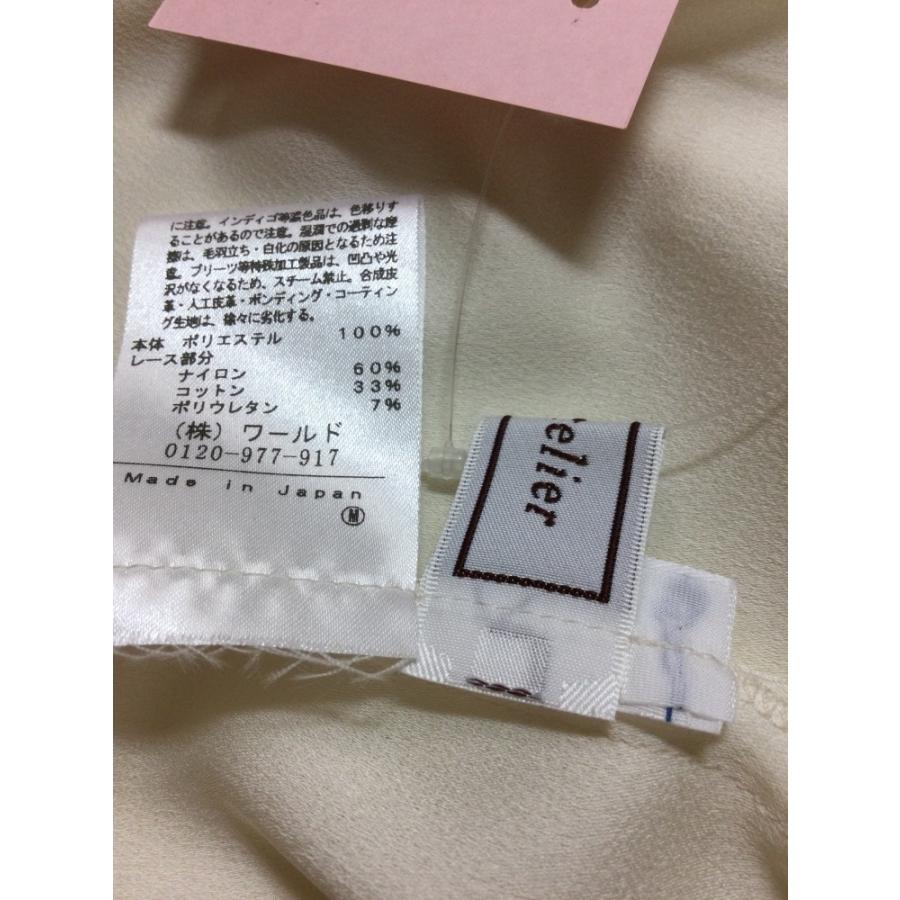 に注意。インディゴ等濃色品は、色移りす
ることがあるので注意。湿潤での過剰な摩
擦は、毛羽立ち・白化の原因となるため注
意。プリーツ等特殊加工製品は、凹凸や光
沢がなくなるため、スチーム禁止。合成皮
革・人工皮革・ボンディング・コーティン
グ生地は、徐々に劣化する。
本体 ポリエステル 100%
レース部分
ナイロン 60%
コットン 33%
ポリウレタン 7%
(株) ワールド
0120-977-917
Made in Japan
M
elier